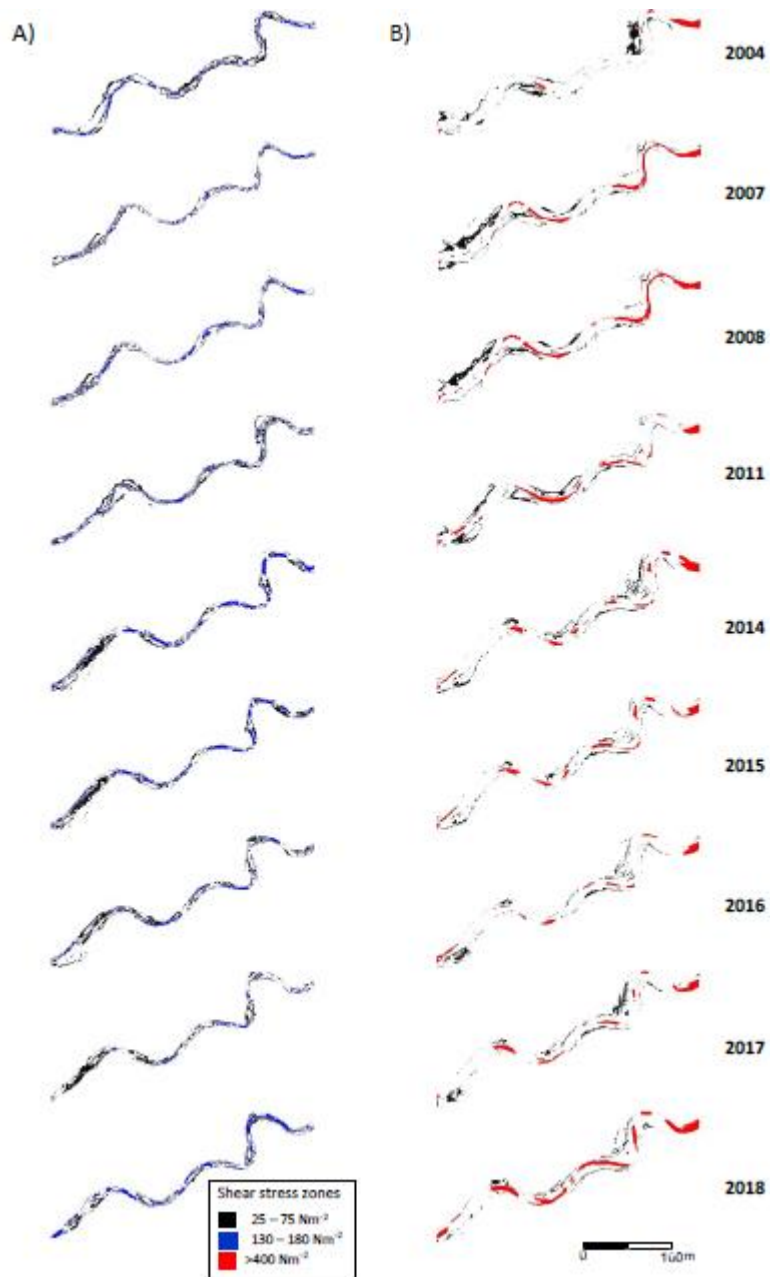 A)
B)
2004
2007
2008
2011
2014
2015
2016
2017
2018
Shear stress zones
25 – 75 Nm⁻²
130 – 180 Nm⁻²
>400 Nm⁻²
0 100m